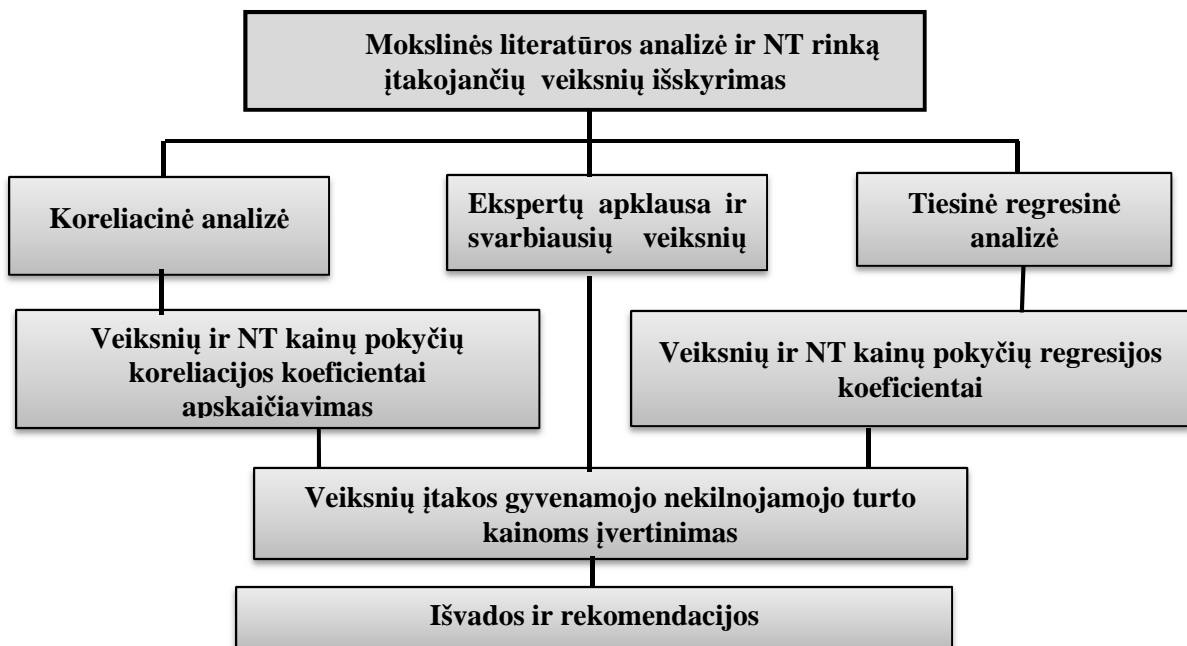 Mokslinės literatūros analizė ir NT rinką
įtakojančių veiksnių išskyrimas
Koreliacinė analizė
Ekspertų apklausa ir
svarbiausių veiksnių
Tiesinė regresinė
analizė
Veiksnių ir NT kainų pokyčių
koreliacijos koeficientai
apskaičiavimas
Veiksnių ir NT kainų pokyčių regresijos
koeficientai
Veiksnių įtakos gyvenamojo nekilnojamojo turto
kainoms įvertinimas
Išvados ir rekomendacijos